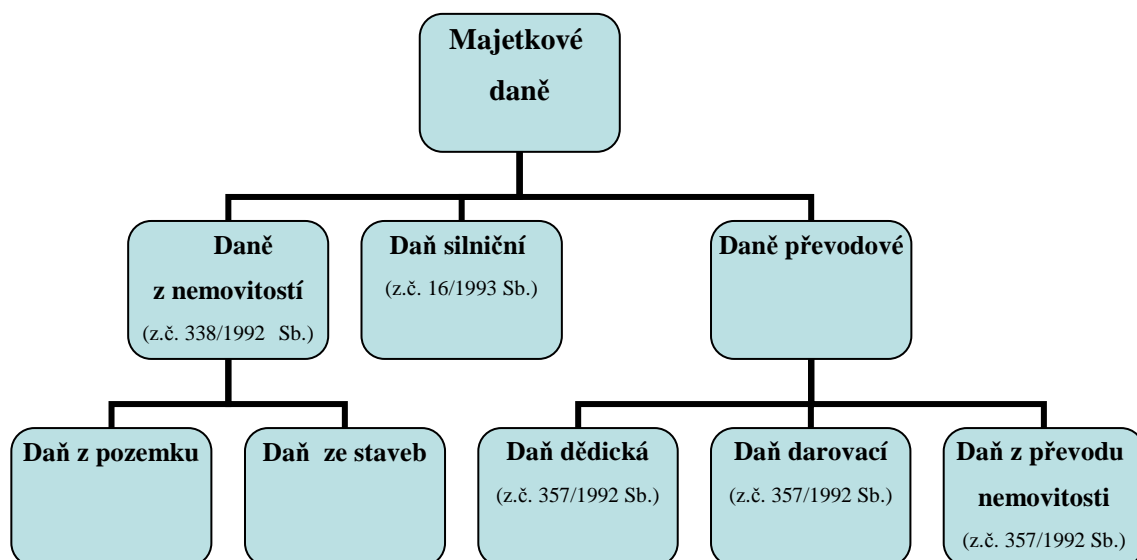 Majetkové
daně
Daně
z nemovitostí
(z.č. 338/1992 Sb.)
Daň silniční
(z.č. 16/1993 Sb.)
Daně převodové
Daň z pozemku
Daň ze staveb
Daň dědická
(z.č. 357/1992 Sb.)
Daň darovací
(z.č. 357/1992 Sb.)
Daň z převodu
nemovitosti
(z.č. 357/1992 Sb.)